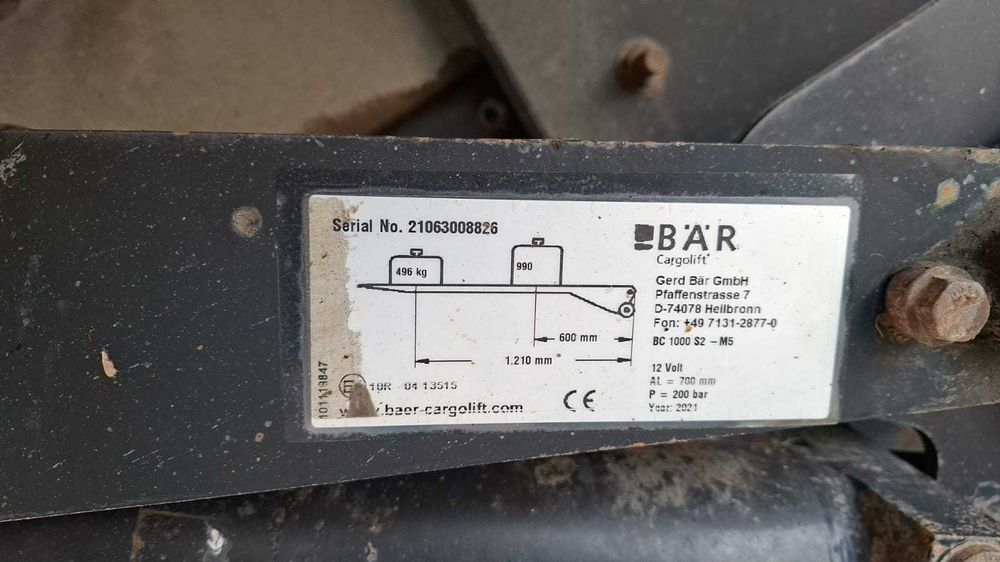 Serial No. 21063008826
496 kg
990
600 mm
1.210 mm
101119847
10R - 04 13515
.baer-cargolift.com
CE
BÄR
Cargolift
Gerd Bär GmbH
Pfaffenstrasse 7
D-74078 Heilbronn
Fon: +49 7131-2877-0
BC 1000 S2 - M5
12 Volt
AL = 700 mm
P = 200 bar
Year: 2021